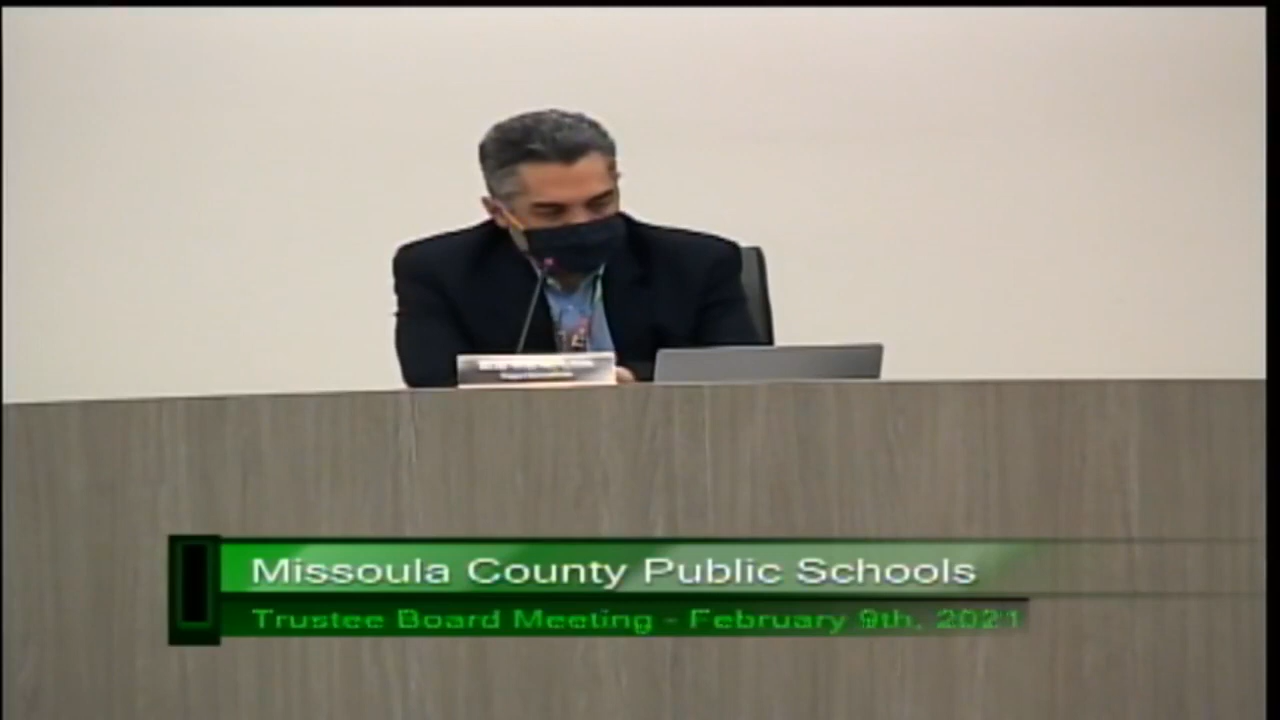 Missoula County Public Schools
Trustee Board Meeting - February 9th, 2021